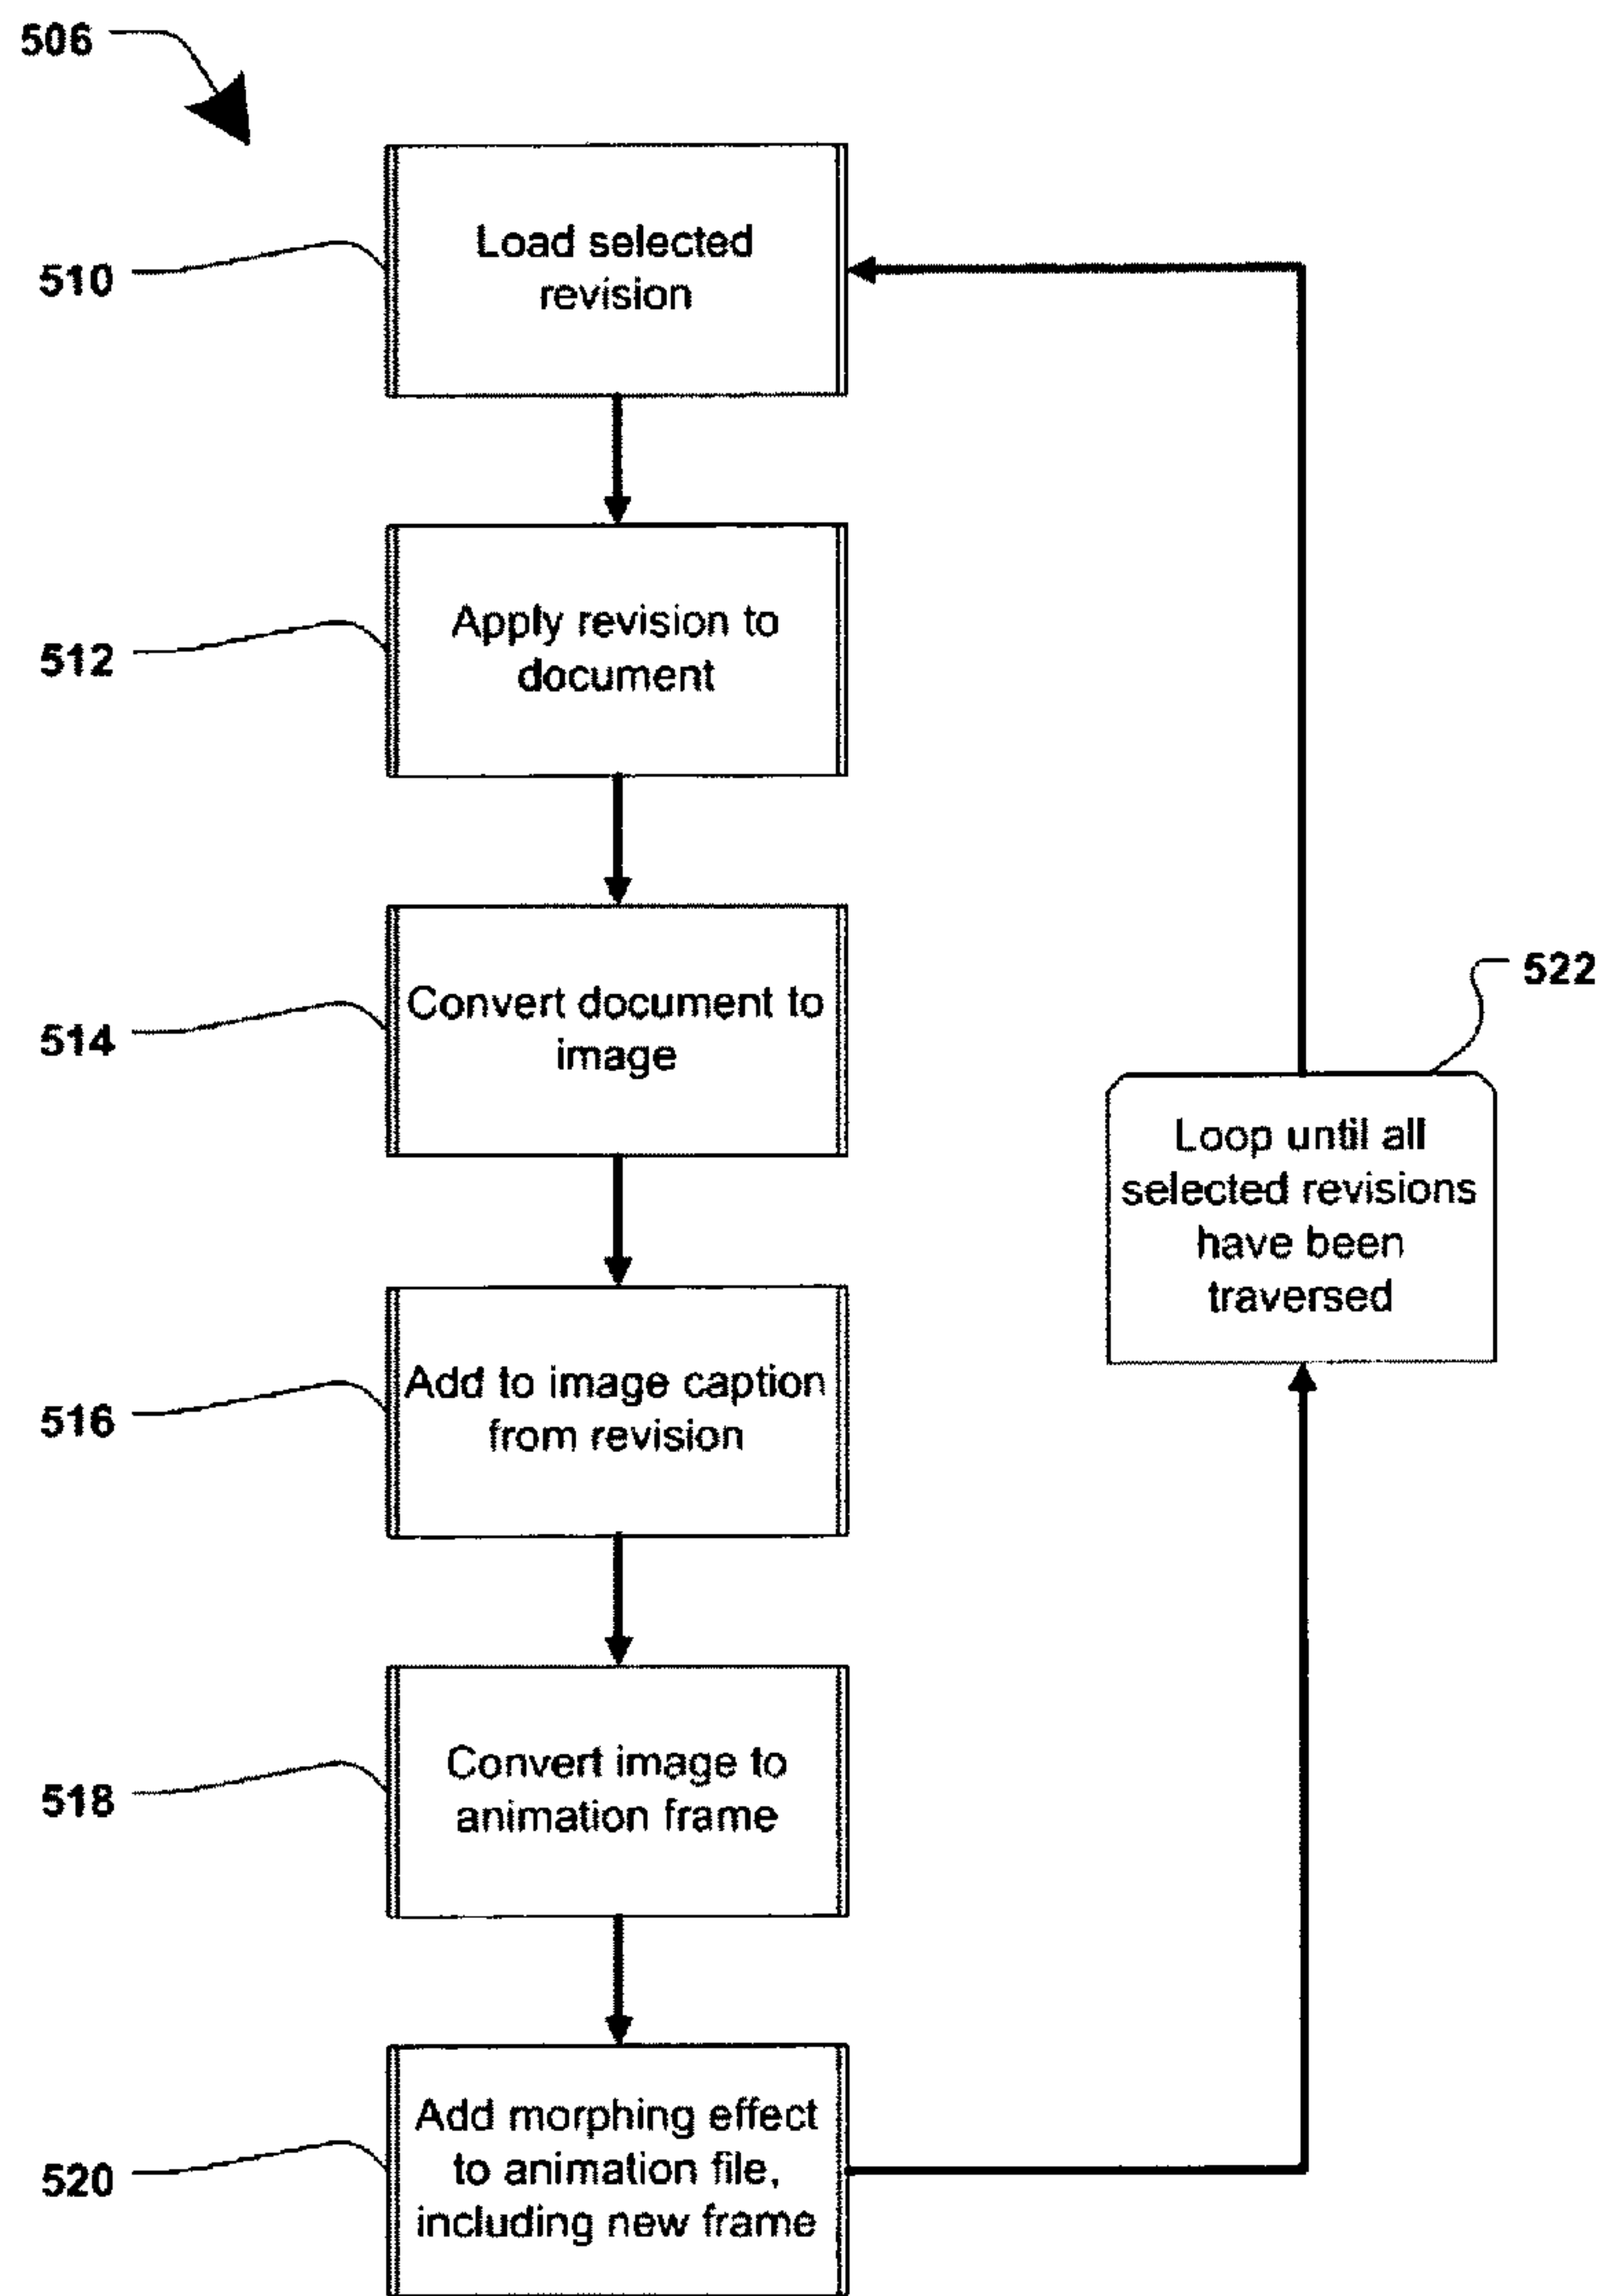 506
510
Load selected
revision
512
Apply revision to
document
514
Convert document to
image
516
Add to image caption
from revision
518
Convert image to
animation frame
520
Add morphing effect
to animation file,
including new frame
522
Loop until all
selected revisions
have been
traversed